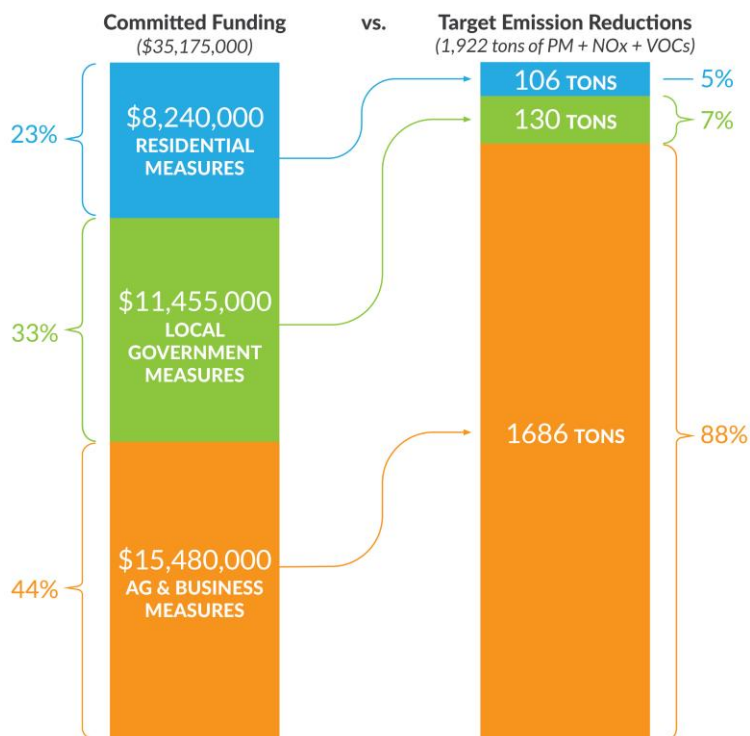 Committed Funding
($35,175,000)
vs.
Target Emission Reductions
(1,922 tons of PM + NOx + VOCs)
23%
$8,240,000
RESIDENTIAL
MEASURES
106 TONS
5%
130 TONS
7%
33%
$11,455,000
LOCAL
GOVERNMENT
MEASURES
1686 TONS
88%
44%
$15,480,000
AG & BUSINESS
MEASURES